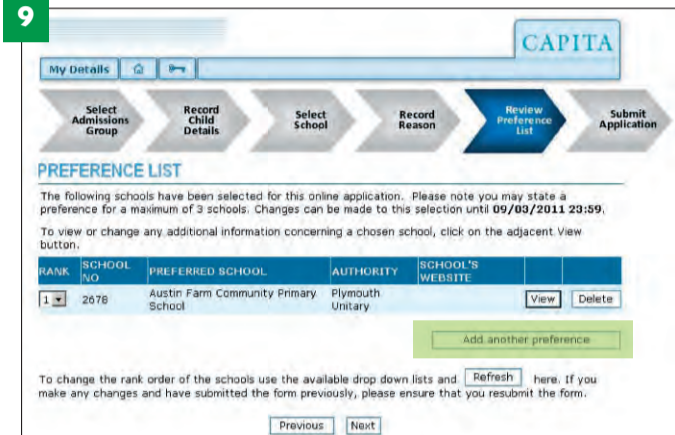 9
CAPITA
My Details
Select
Admissions
Group
Record
Child
Details
Select
School
Record
Reason
Review
Preference
List
Submit
Application
PREFERENCE LIST
The following schools have been selected for this online application. Please note you may state a
preference for a maximum of 3 schools. Changes can be made to this selection until 09/03/2011 23:59.
To view or change any additional information concerning a chosen school, click on the adjacent View
button.
RANK SCHOOL NO PREFERRED SCHOOL AUTHORITY SCHOOL'S WEBSITE
1 2678 Austin Farm Community Primary School Plymouth Unitary View Delete
Add another preference
To change the rank order of the schools use the available drop down lists and Refresh here. If you
make any changes and have submitted the form previously, please ensure that you resubmit the form.
Previous Next